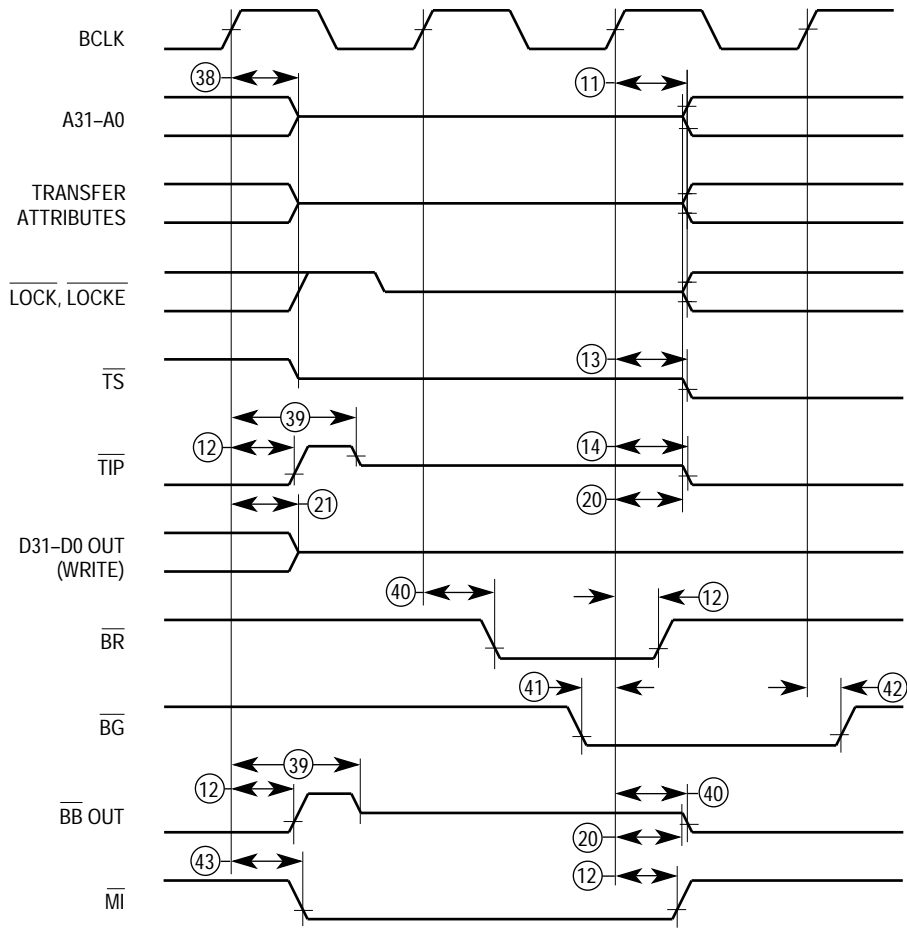 BCLK
38
11
A31–A0
TRANSFER
ATTRIBUTES
LOCK, LOCKE
13
TS
39
12
14
TIP
21
20
D31–D0 OUT
(WRITE)
40
12
BR
41
42
BG
39
12
40
BB OUT
20
43
12
MI